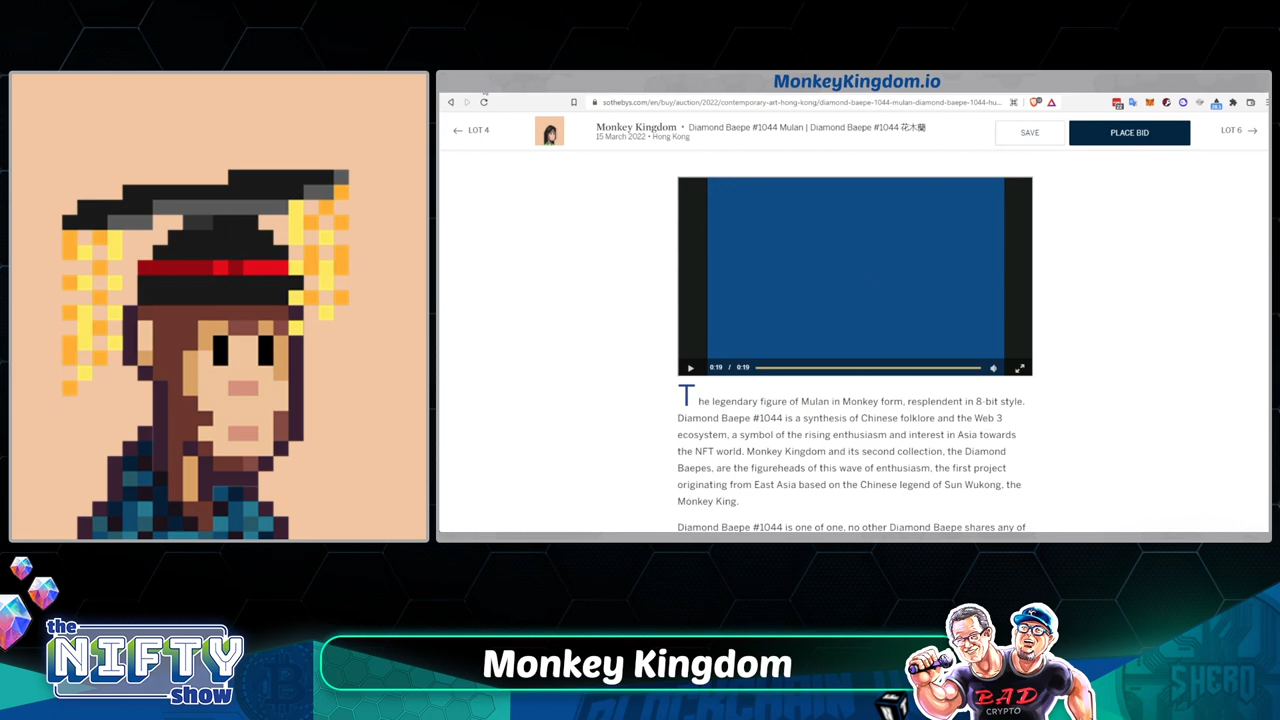 MonkeyKingdom.io
sothebys.com/en/buy/auction/2022/contemporary-art-hong-kong/diamond-baepe-1044-mulan-diamond-baepe-1044-hu...
LOT 4
Monkey Kingdom • Diamond Baepe #1044 Mulan | Diamond Baepe #1044 花木蘭
15 March 2022 • Hong Kong
SAVE
PLACE BID
LOT 6
0:19 / 0:19
The legendary figure of Mulan in Monkey form, resplendent in 8-bit style.
Diamond Baepe #1044 is a synthesis of Chinese folklore and the Web 3
ecosystem, a symbol of the rising enthusiasm and interest in Asia towards
the NFT world. Monkey Kingdom and its second collection, the Diamond
Baepes, are the figureheads of this wave of enthusiasm, the first project
originating from East Asia based on the Chinese legend of Sun Wukong, the
Monkey King.
Diamond Baepe #1044 is one of one, no other Diamond Baepe shares any of
the
NIFTY
show
Monkey Kingdom
BAD
CRYPTO
BLOCKCHAIN
SHERO